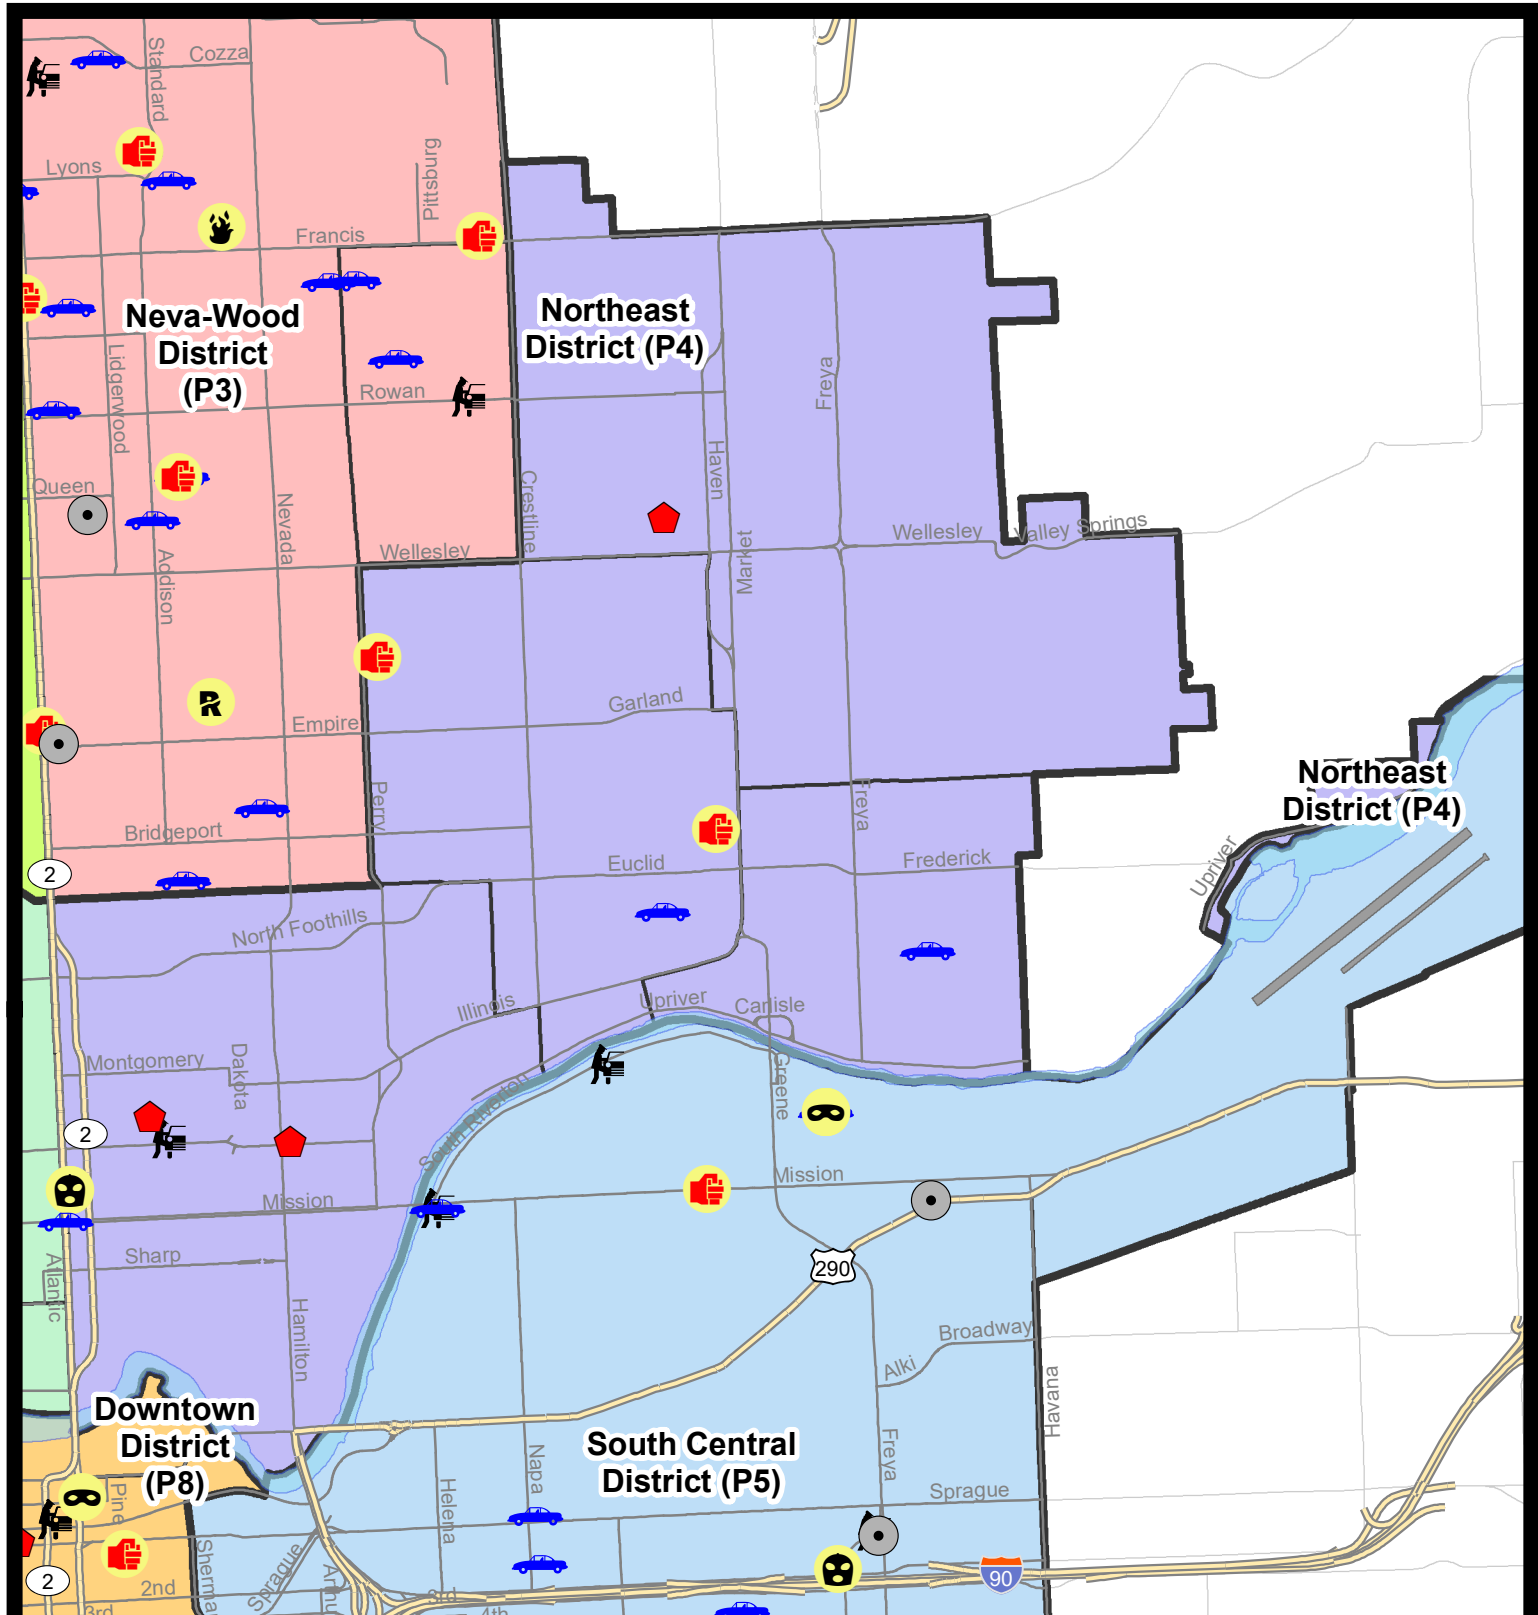 Cozza
Standard
Lyons
Pittsburg
Francis
Neva-Wood
District
(P3)
Northeast
District (P4)
Lidgerwood
Rowan
Freya
Haven
Queen
Nevada
Crestline
Wellesley
Wellesley
Valley Springs
Addison
Market
Garland
Empire
Perry
Freya
Northeast
District (P4)
Bridgeport
Euclid
Frederick
Upriver
2
North Foothills
Illinois
Upriver
Carlisle
Montgomery
Dakota
Greene
South Riverton
2
Mission
Mission
Sharp
Atlantic
290
Hamilton
Broadway
Alki
Havana
Downtown
District
(P8)
South Central
District (P5)
Freya
Napa
Helena
Pine
Sprague
Sprague
2
2nd
3rd
3rd
4th
90
R